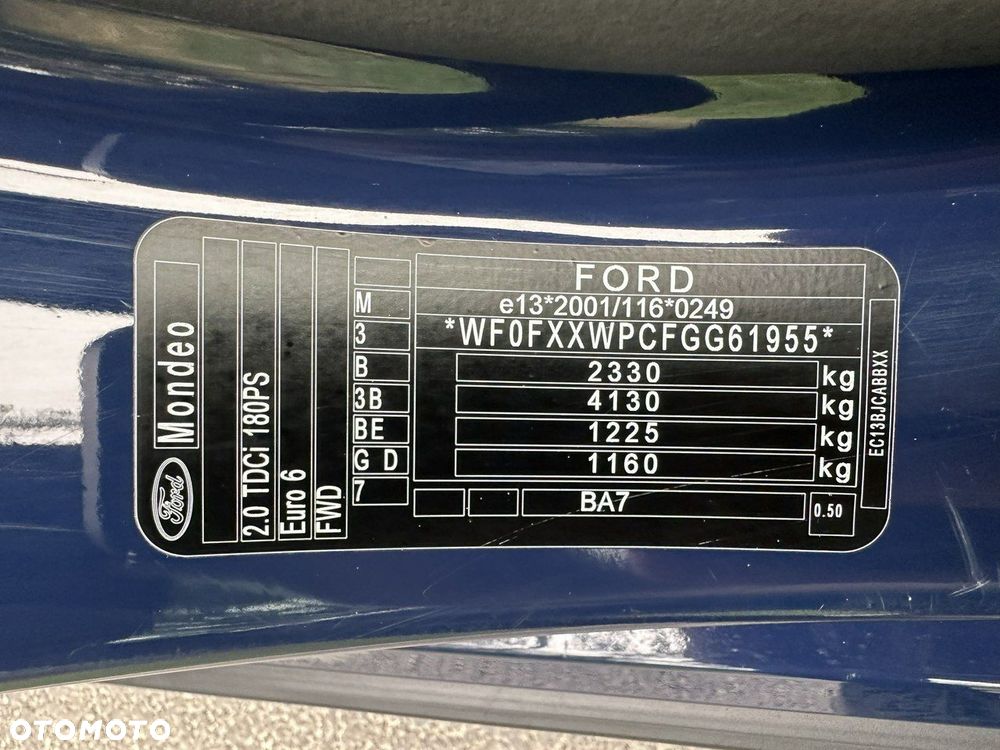 FORD
e13*2001/116*0249
*WF0FXXWPCFGG61955*
M
3
B
3B
BE
G D
7
2330 kg
4130 kg
1225 kg
1160 kg
BA7
0.50
EC13BJCABBXX
Mondeo
Ford
2.0 TDCi 180PS
Euro 6
FWD
OTOMOTO